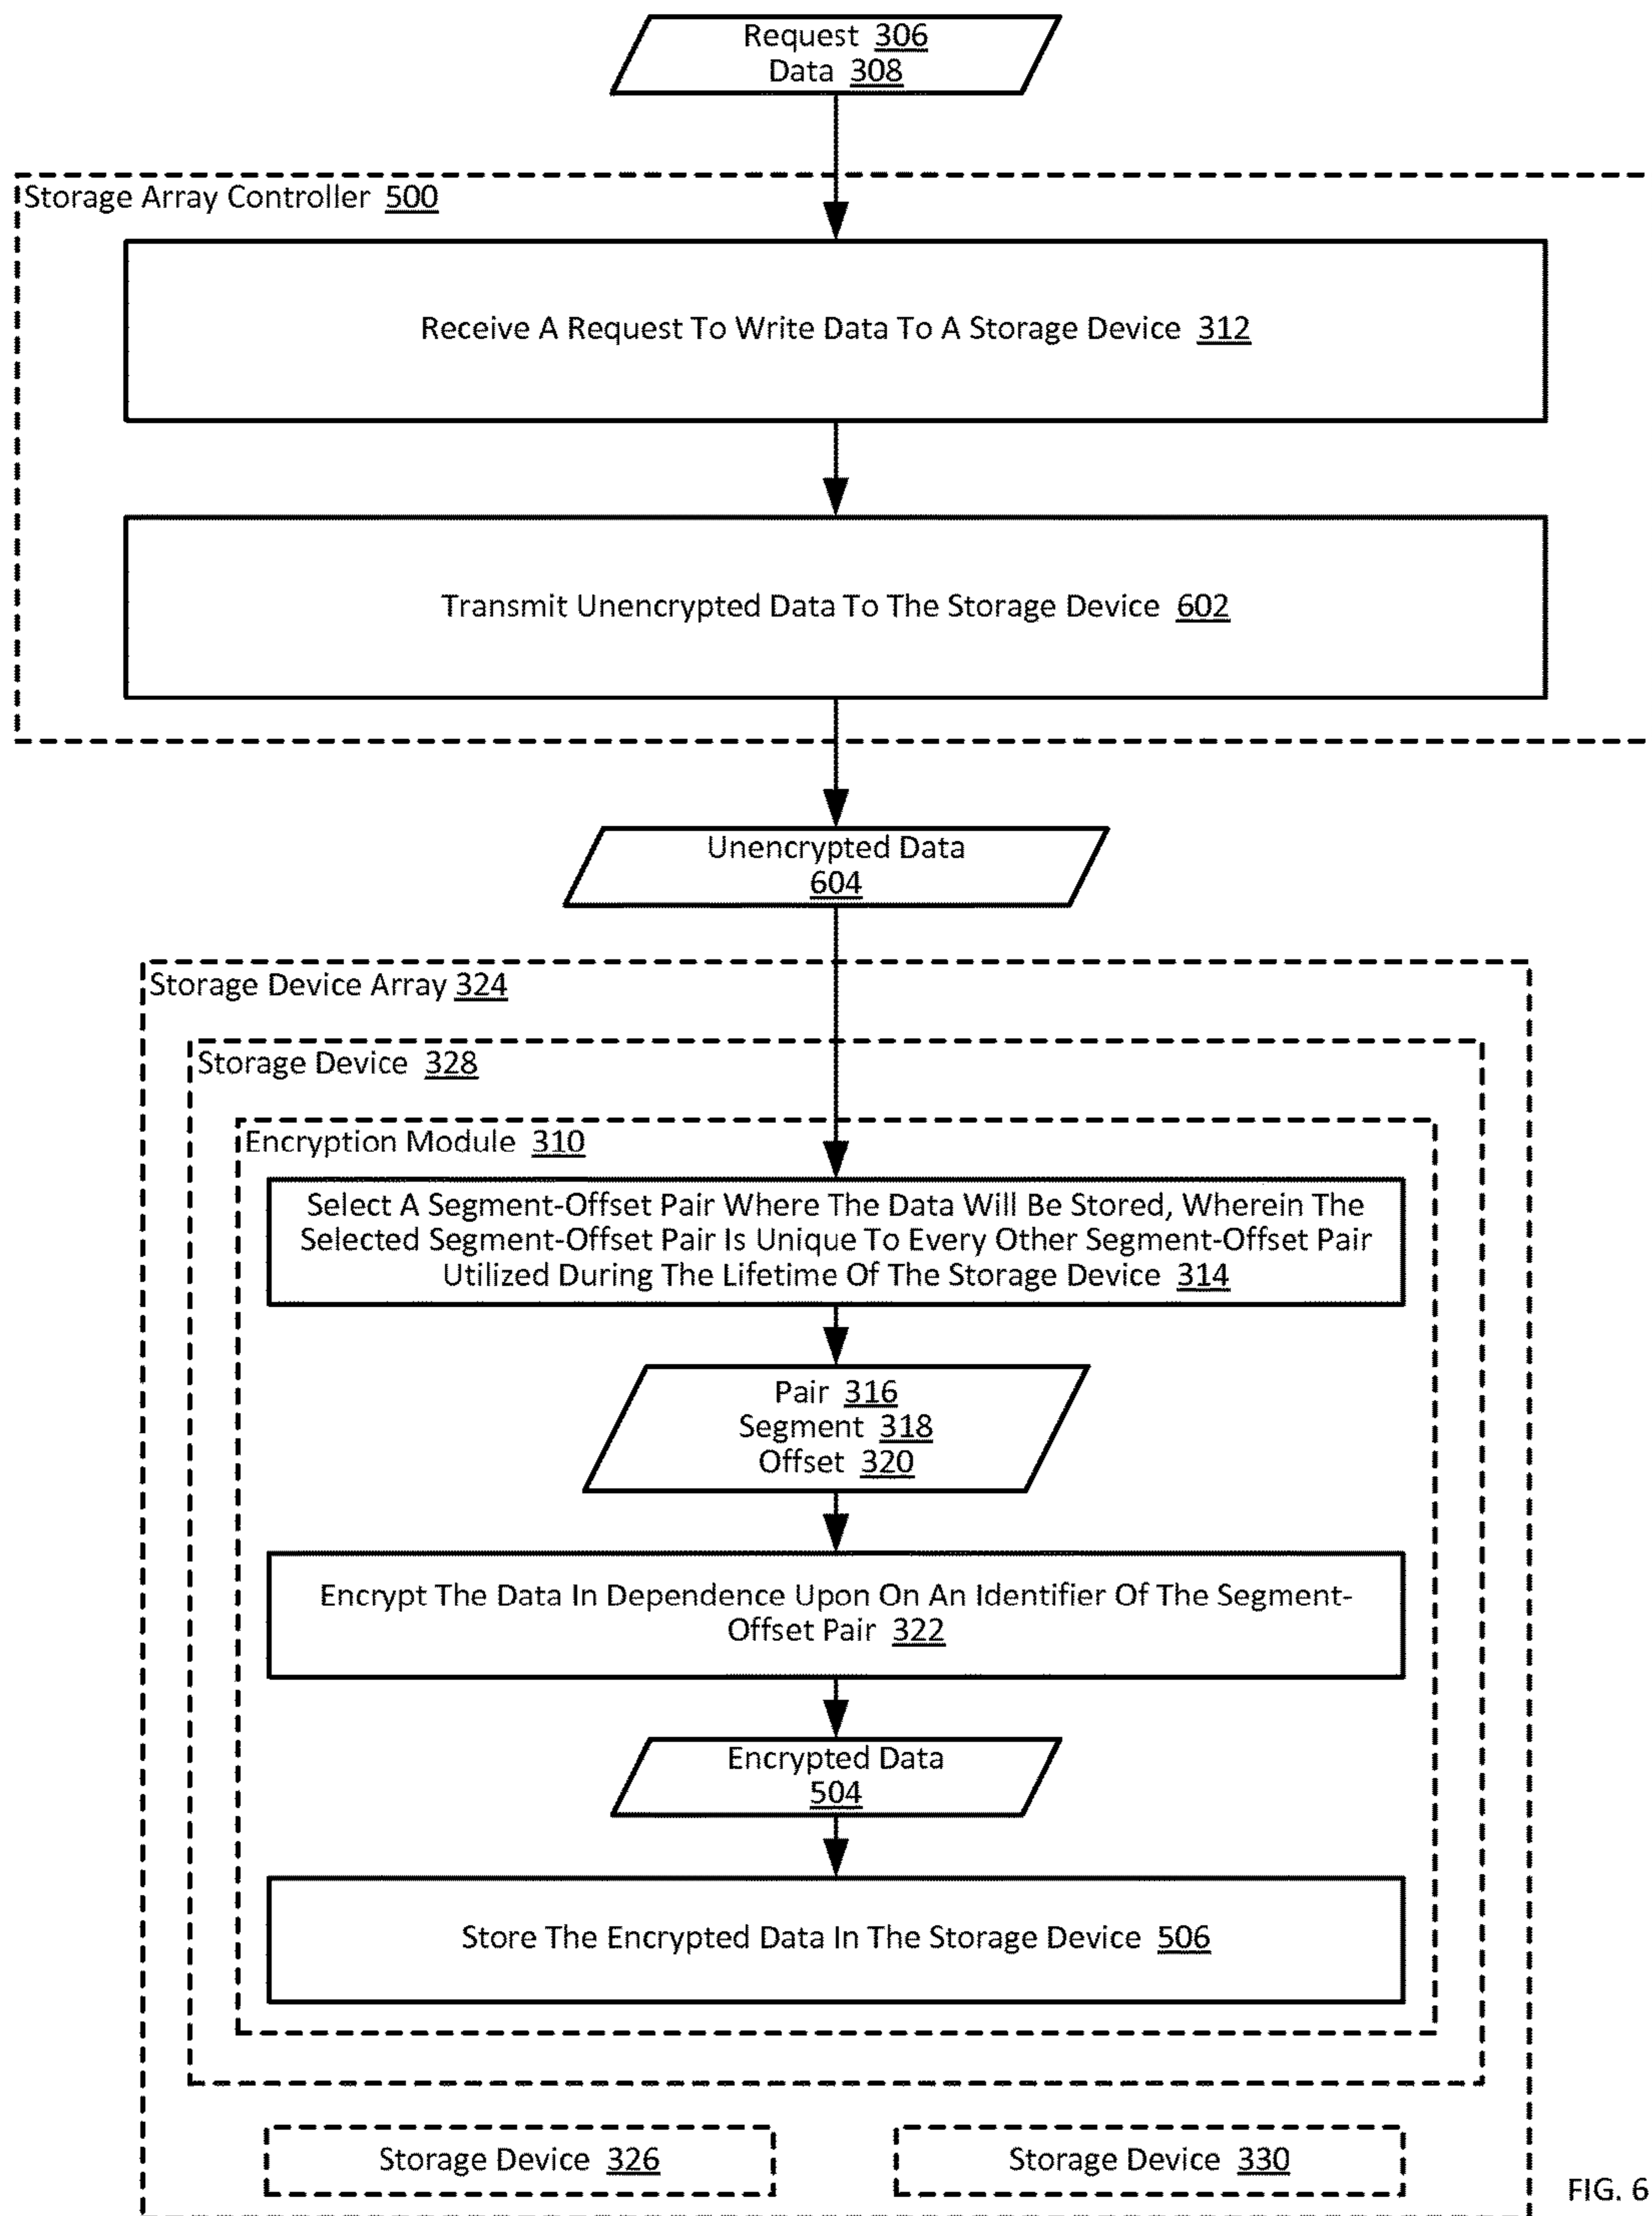 Request 306
Data 308
Storage Array Controller 500
Receive A Request To Write Data To A Storage Device 312
Transmit Unencrypted Data To The Storage Device 602
Unencrypted Data
604
Storage Device Array 324
Storage Device 328
Encryption Module 310
Select A Segment-Offset Pair Where The Data Will Be Stored, Wherein The
Selected Segment-Offset Pair Is Unique To Every Other Segment-Offset Pair
Utilized During The Lifetime Of The Storage Device 314
Pair 316
Segment 318
Offset 320
Encrypt The Data In Dependence Upon On An Identifier Of The Segment-
Offset Pair 322
Encrypted Data
504
Store The Encrypted Data In The Storage Device 506
Storage Device 326
Storage Device 330
FIG. 6